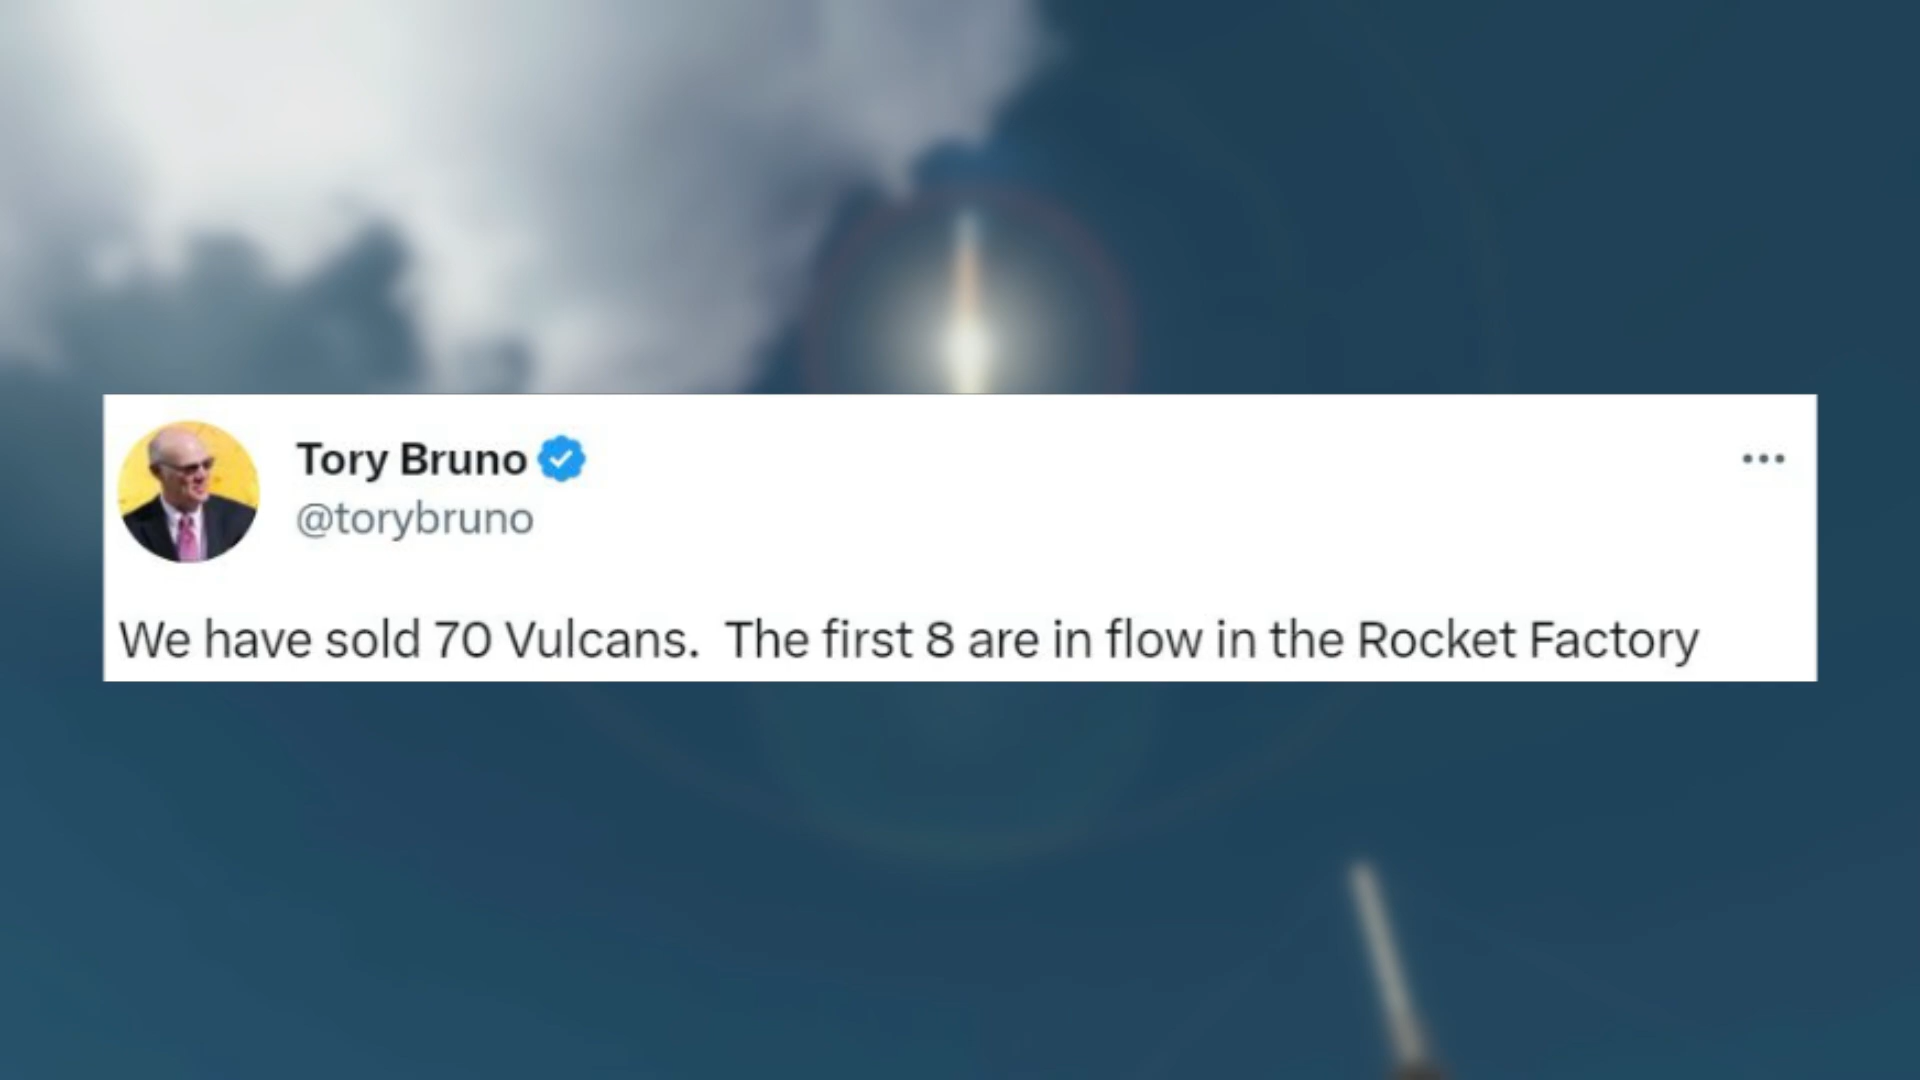 Tory Bruno
@torybruno
We have sold 70 Vulcans.  The first 8 are in flow in the Rocket Factory